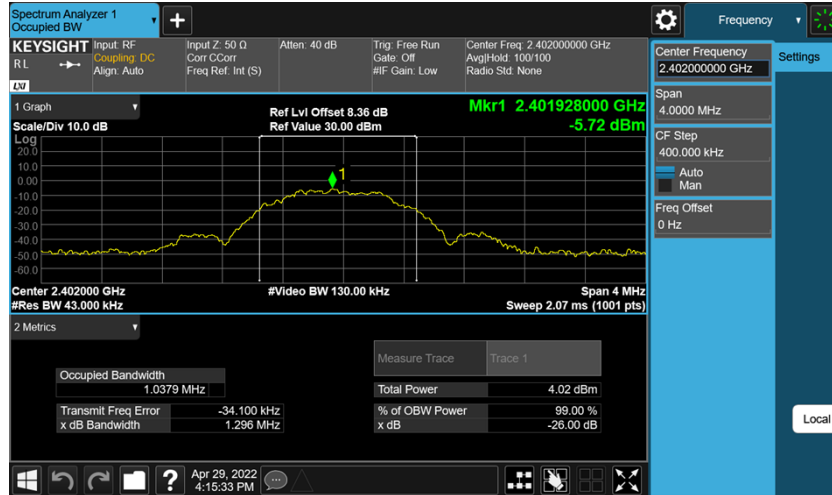 Spectrum Analyzer 1
Occupied BW
Frequency
KEYSIGHT
RL
LXI
Input: RF
Coupling: DC
Align: Auto
Input Z: 50 Ω
Corr CCorr
Freq Ref: Int (S)
Atten: 40 dB
Trig: Free Run
Gate: Off
#IF Gain: Low
Center Freq: 2.402000000 GHz
Avg|Hold: 100/100
Radio Std: None
1 Graph
Scale/Div 10.0 dB
Ref Lvl Offset 8.36 dB
Ref Value 30.00 dBm
Mkr1 2.401928000 GHz
-5.72 dBm
Log
20.0
10.0
0.00
-10.0
-20.0
-30.0
-40.0
-50.0
-60.0
1
Center 2.402000 GHz
#Res BW 43.000 kHz
#Video BW 130.00 kHz
Span 4 MHz
Sweep 2.07 ms (1001 pts)
2 Metrics
Measure Trace Trace 1
Occupied Bandwidth
1.0379 MHz
Total Power 4.02 dBm
Transmit Freq Error -34.100 kHz
% of OBW Power 99.00 %
x dB Bandwidth 1.296 MHz
x dB -26.00 dB
Apr 29, 2022
4:15:33 PM
Center Frequency
2.402000000 GHz
Settings
Span
4.0000 MHz
CF Step
400.000 kHz
Auto
Man
Freq Offset
0 Hz
Local